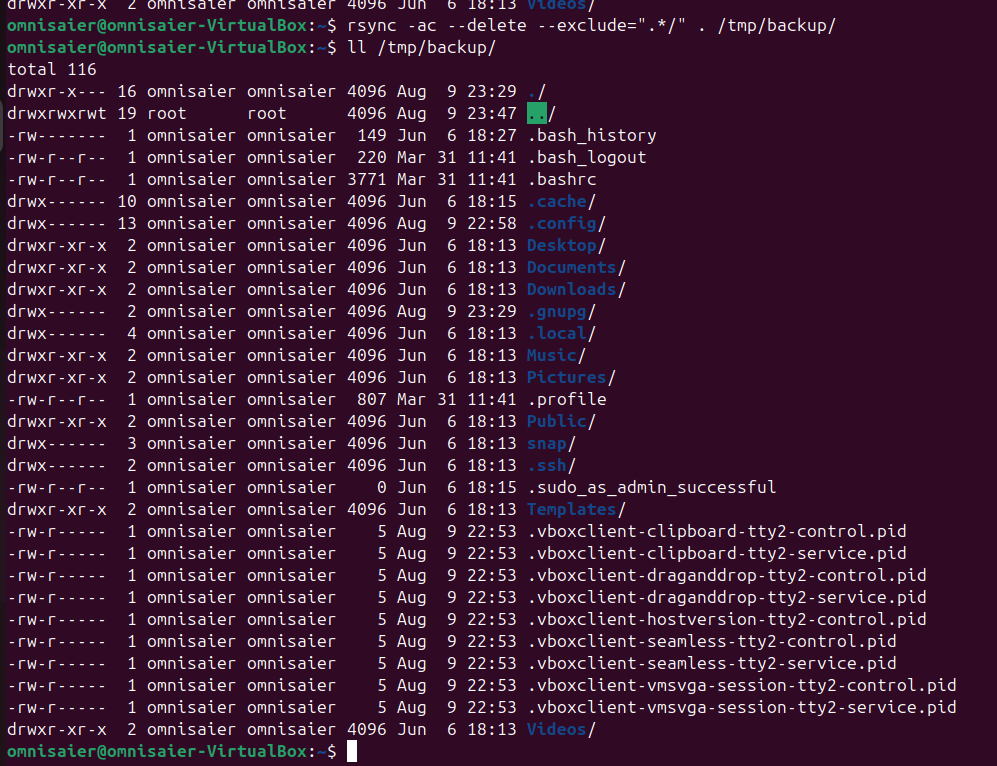 drwxr-xr-x  2 omnisaier omnisaier 4096 Jun  6 18:13 Videos/
omnisaier@omnisaier-VirtualBox:~$ rsync -ac --delete --exclude=".*/" . /tmp/backup/
omnisaier@omnisaier-VirtualBox:~$ ll /tmp/backup/
total 116
drwxr-x--- 16 omnisaier omnisaier 4096 Aug  9 23:29 ./
drwxrwxrwt 19 root      root      4096 Aug  9 23:47 ../
-rw-------  1 omnisaier omnisaier  149 Jun  6 18:27 .bash_history
-rw-r--r--  1 omnisaier omnisaier  220 Mar 31 11:41 .bash_logout
-rw-r--r--  1 omnisaier omnisaier 3771 Mar 31 11:41 .bashrc
drwx------ 10 omnisaier omnisaier 4096 Jun  6 18:15 .cache/
drwx------ 13 omnisaier omnisaier 4096 Aug  9 22:58 .config/
drwxr-xr-x  2 omnisaier omnisaier 4096 Jun  6 18:13 Desktop/
drwxr-xr-x  2 omnisaier omnisaier 4096 Jun  6 18:13 Documents/
drwxr-xr-x  2 omnisaier omnisaier 4096 Jun  6 18:13 Downloads/
drwx------  2 omnisaier omnisaier 4096 Aug  9 23:29 .gnupg/
drwx------  4 omnisaier omnisaier 4096 Jun  6 18:13 .local/
drwxr-xr-x  2 omnisaier omnisaier 4096 Jun  6 18:13 Music/
drwxr-xr-x  2 omnisaier omnisaier 4096 Jun  6 18:13 Pictures/
-rw-r--r--  1 omnisaier omnisaier  807 Mar 31 11:41 .profile
drwxr-xr-x  2 omnisaier omnisaier 4096 Jun  6 18:13 Public/
drwx------  3 omnisaier omnisaier 4096 Jun  6 18:13 snap/
drwx------  2 omnisaier omnisaier 4096 Jun  6 18:13 .ssh/
-rw-r--r--  1 omnisaier omnisaier    0 Jun  6 18:15 .sudo_as_admin_successful
drwxr-xr-x  2 omnisaier omnisaier 4096 Jun  6 18:13 Templates/
-rw-r-----  1 omnisaier omnisaier    5 Aug  9 22:53 .vboxclient-clipboard-tty2-control.pid
-rw-r-----  1 omnisaier omnisaier    5 Aug  9 22:53 .vboxclient-clipboard-tty2-service.pid
-rw-r-----  1 omnisaier omnisaier    5 Aug  9 22:53 .vboxclient-draganddrop-tty2-control.pid
-rw-r-----  1 omnisaier omnisaier    5 Aug  9 22:53 .vboxclient-draganddrop-tty2-service.pid
-rw-r-----  1 omnisaier omnisaier    5 Aug  9 22:53 .vboxclient-hostversion-tty2-control.pid
-rw-r-----  1 omnisaier omnisaier    5 Aug  9 22:53 .vboxclient-seamless-tty2-control.pid
-rw-r-----  1 omnisaier omnisaier    5 Aug  9 22:53 .vboxclient-seamless-tty2-service.pid
-rw-r-----  1 omnisaier omnisaier    5 Aug  9 22:53 .vboxclient-vmsvga-session-tty2-control.pid
-rw-r-----  1 omnisaier omnisaier    5 Aug  9 22:53 .vboxclient-vmsvga-session-tty2-service.pid
drwxr-xr-x  2 omnisaier omnisaier 4096 Jun  6 18:13 Videos/
omnisaier@omnisaier-VirtualBox:~$